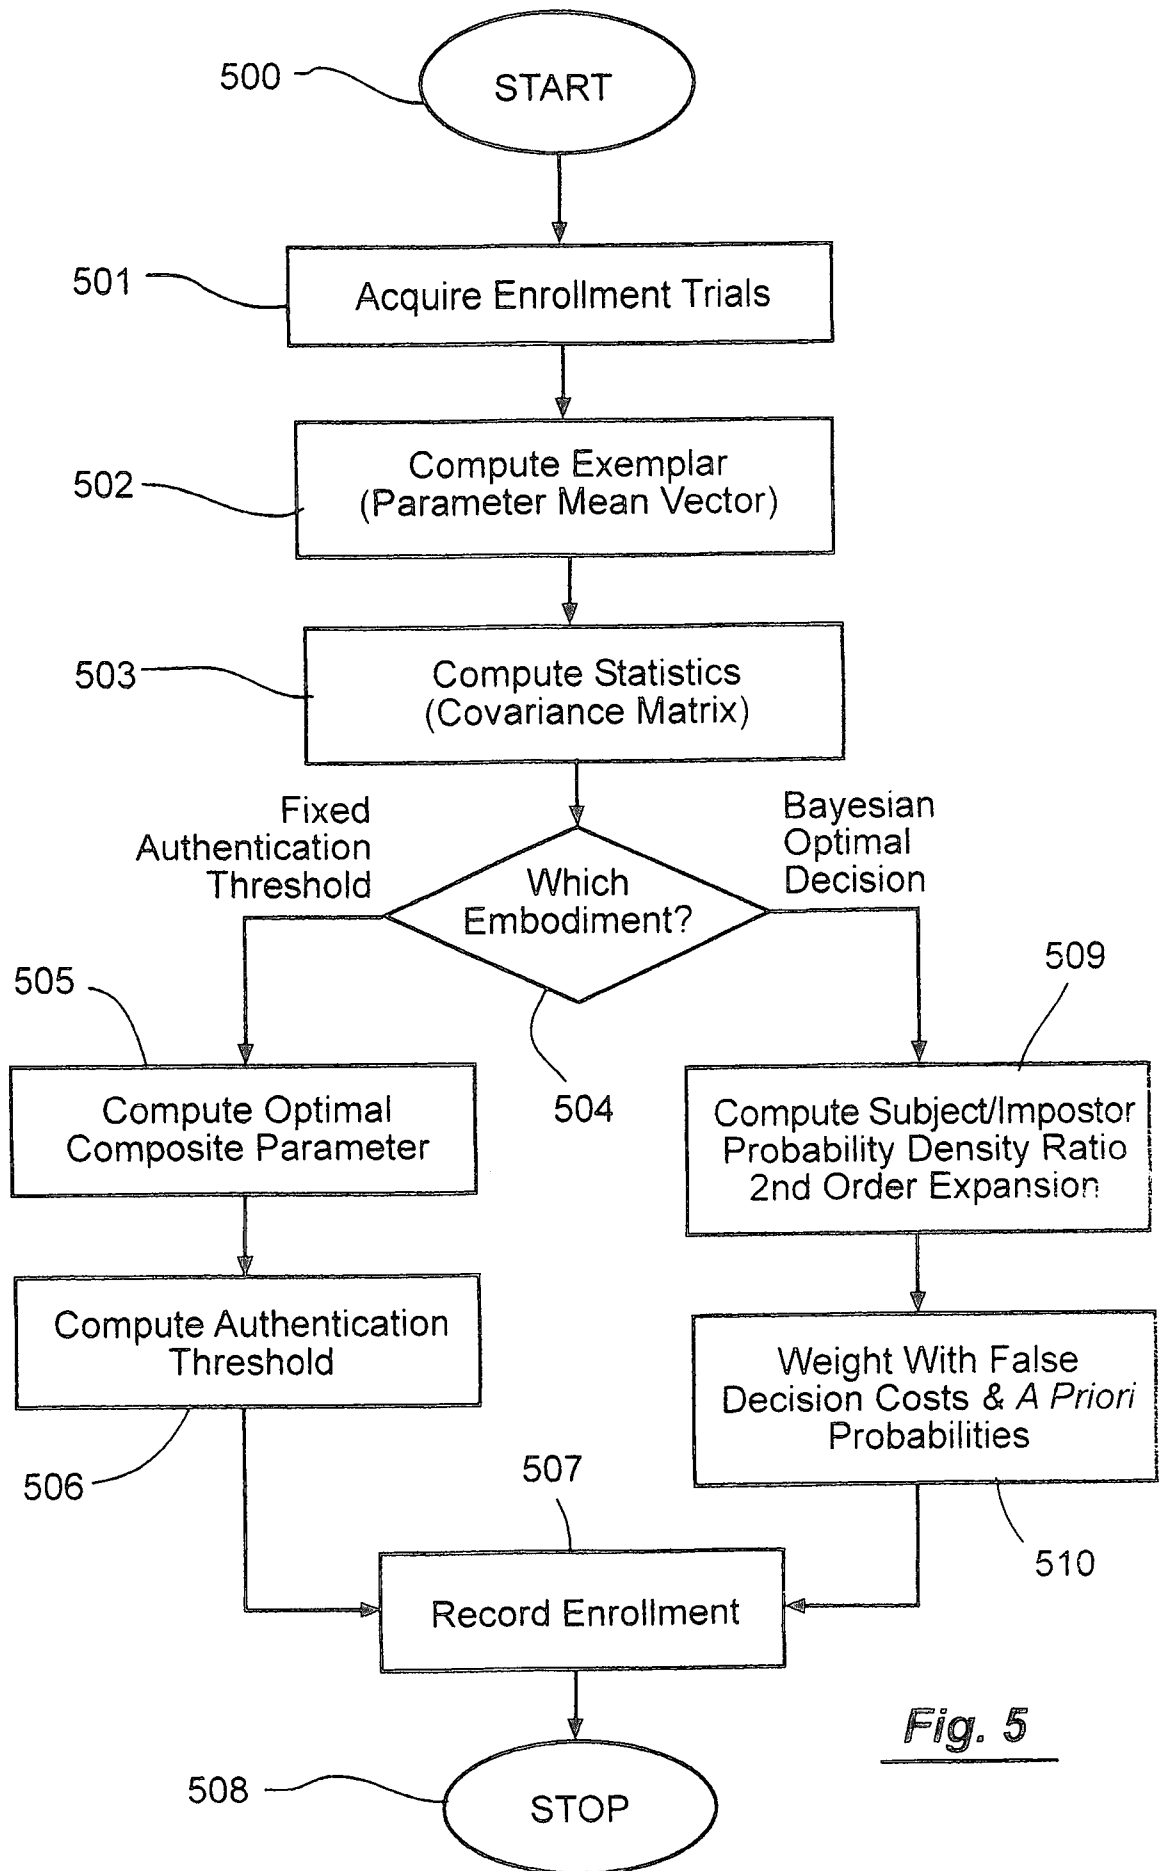 500
START
501
Acquire Enrollment Trials
502
Compute Exemplar
(Parameter Mean Vector)
503
Compute Statistics
(Covariance Matrix)
Fixed
Authentication
Threshold
Bayesian
Optimal
Decision
Which
Embodiment?
504
505
Compute Optimal
Composite Parameter
509
Compute Subject/Impostor
Probability Density Ratio
2nd Order Expansion
Compute Authentication
Threshold
506
Weight With False
Decision Costs & A Priori
Probabilities
510
507
Record Enrollment
508
STOP
Fig. 5